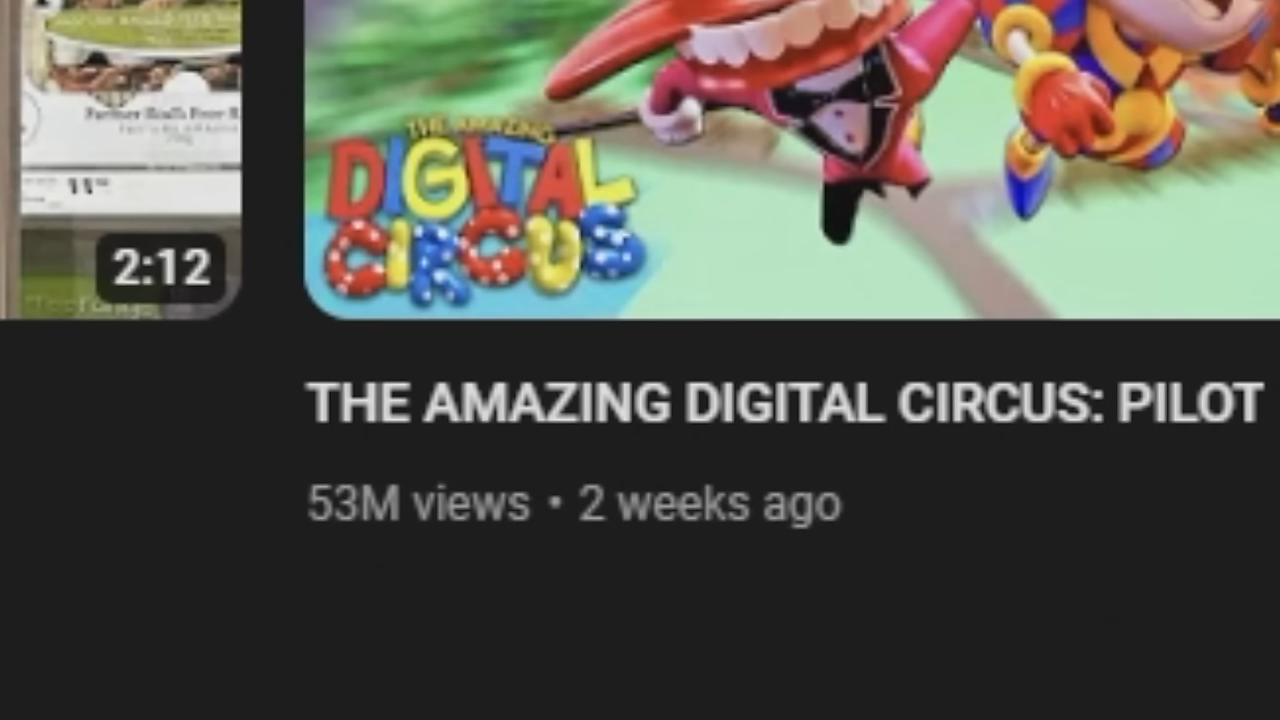 2:12
THE AMAZING
DIGITAL
CIRCUS
THE AMAZING DIGITAL CIRCUS: PILOT
53M views • 2 weeks ago